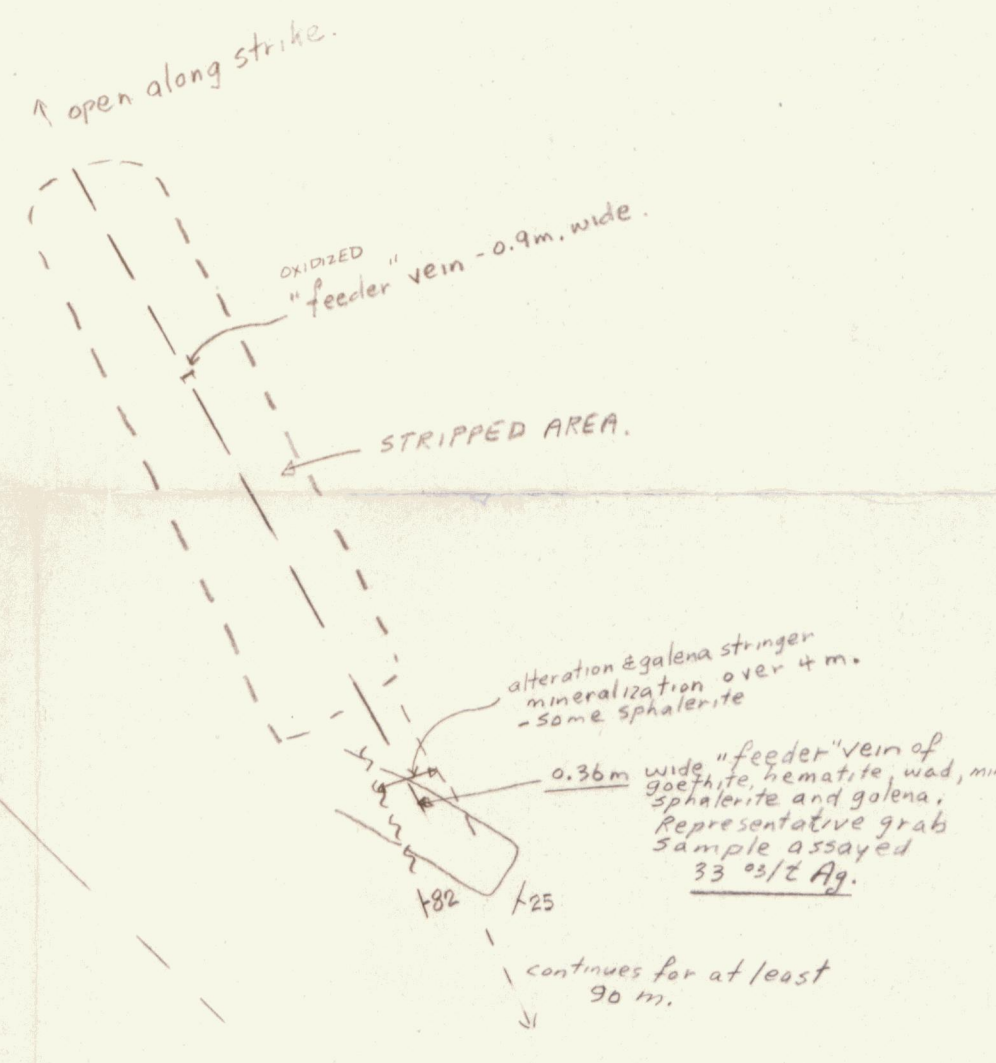 ↑ open along strike.
OXIDIZED
"feeder" vein - 0.9m. wide.
STRIPPED AREA.
alteration & galena stringer
mineralization over 4 m.
- some sphalerite
0.36m wide "feeder" vein of
goethite, hematite, wad,
sphalerite and golena.
Representative grab
sample assayed
33 oz/t Ag.
82
25
continues for at least
90 m.